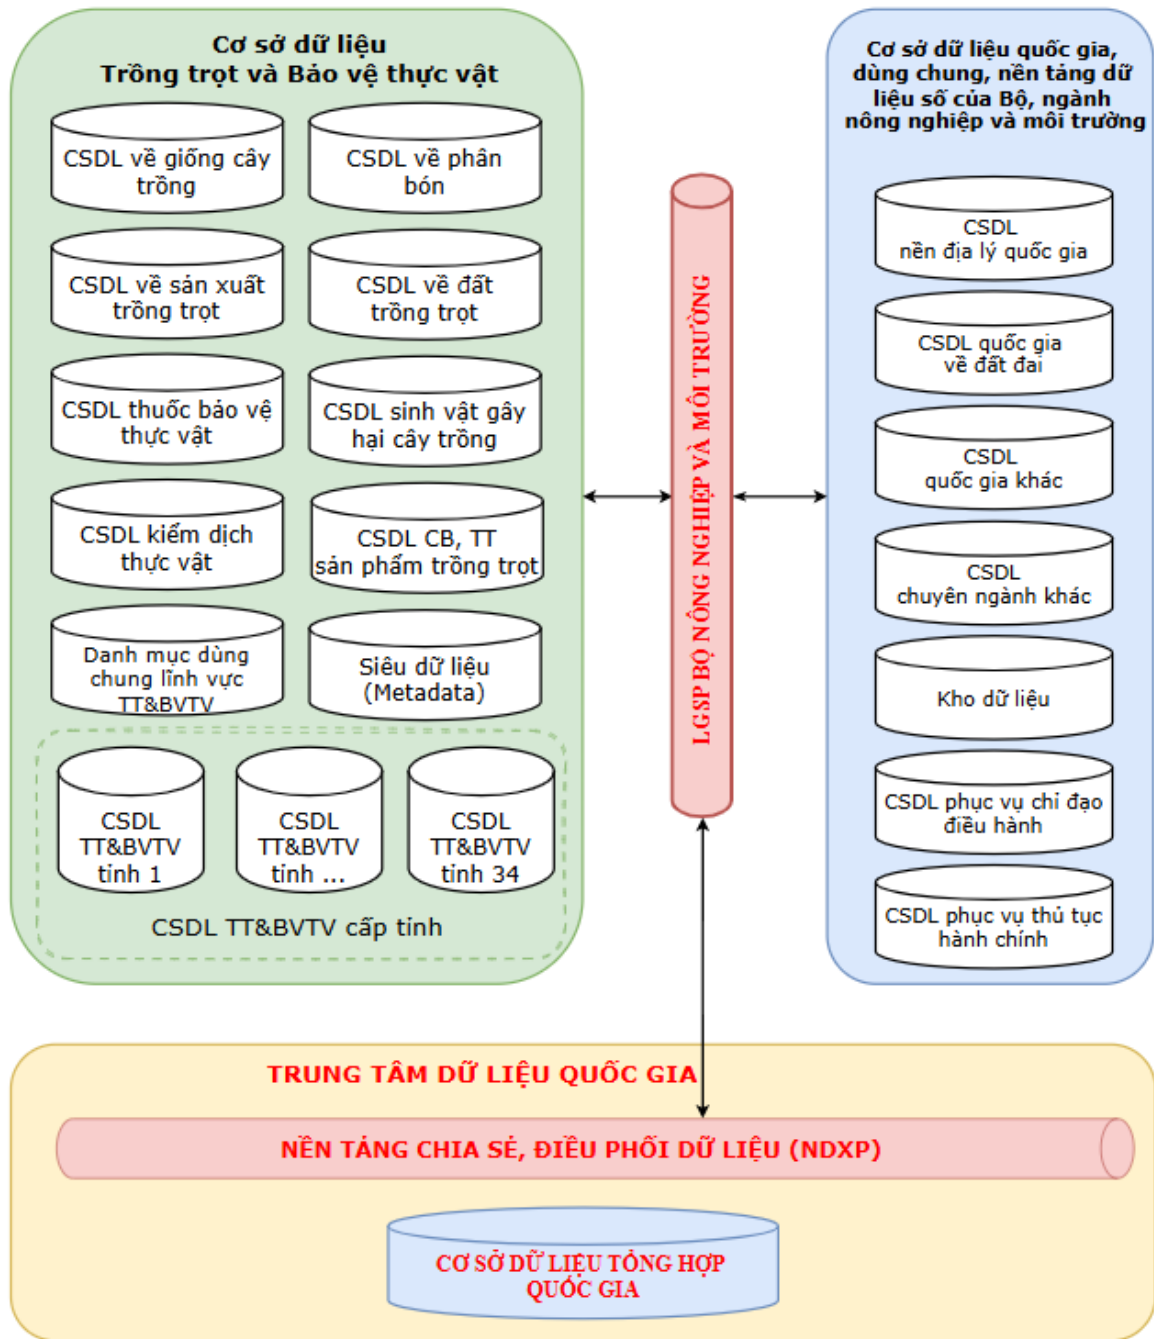 Cơ sở dữ liệu
Trồng trọt và Bảo vệ thực vật
CSDL về giống cây
trồng
CSDL về phân
bón
CSDL về sản xuất
trồng trọt
CSDL về đất
trồng trọt
CSDL thuốc bảo vệ
thực vật
CSDL sinh vật gây
hại cây trồng
CSDL kiểm dịch
thực vật
CSDL CB, TT
sản phẩm trồng trọt
Danh mục dùng
chung lĩnh vực
TT&BVTV
Siêu dữ liệu
(Metadata)
CSDL
TT&BVTV
tỉnh 1
CSDL
TT&BVTV
tỉnh ...
CSDL
TT&BVTV
tỉnh 34
CSDL TT&BVTV cấp tỉnh
LGSP BỘ NÔNG NGHIỆP VÀ MÔI TRƯỜNG
Cơ sở dữ liệu quốc gia,
dùng chung, nền tảng dữ
liệu số của Bộ, ngành
nông nghiệp và môi trường
CSDL
nền địa lý quốc gia
CSDL quốc gia
về đất đai
CSDL
quốc gia khác
CSDL
chuyên ngành khác
Kho dữ liệu
CSDL phục vụ chỉ đạo
điều hành
CSDL phục vụ thủ tục
hành chính
TRUNG TÂM DỮ LIỆU QUỐC GIA
NỀN TẢNG CHIA SẺ, ĐIỀU PHỐI DỮ LIỆU (NDXP)
CƠ SỞ DỮ LIỆU TỔNG HỢP
QUỐC GIA